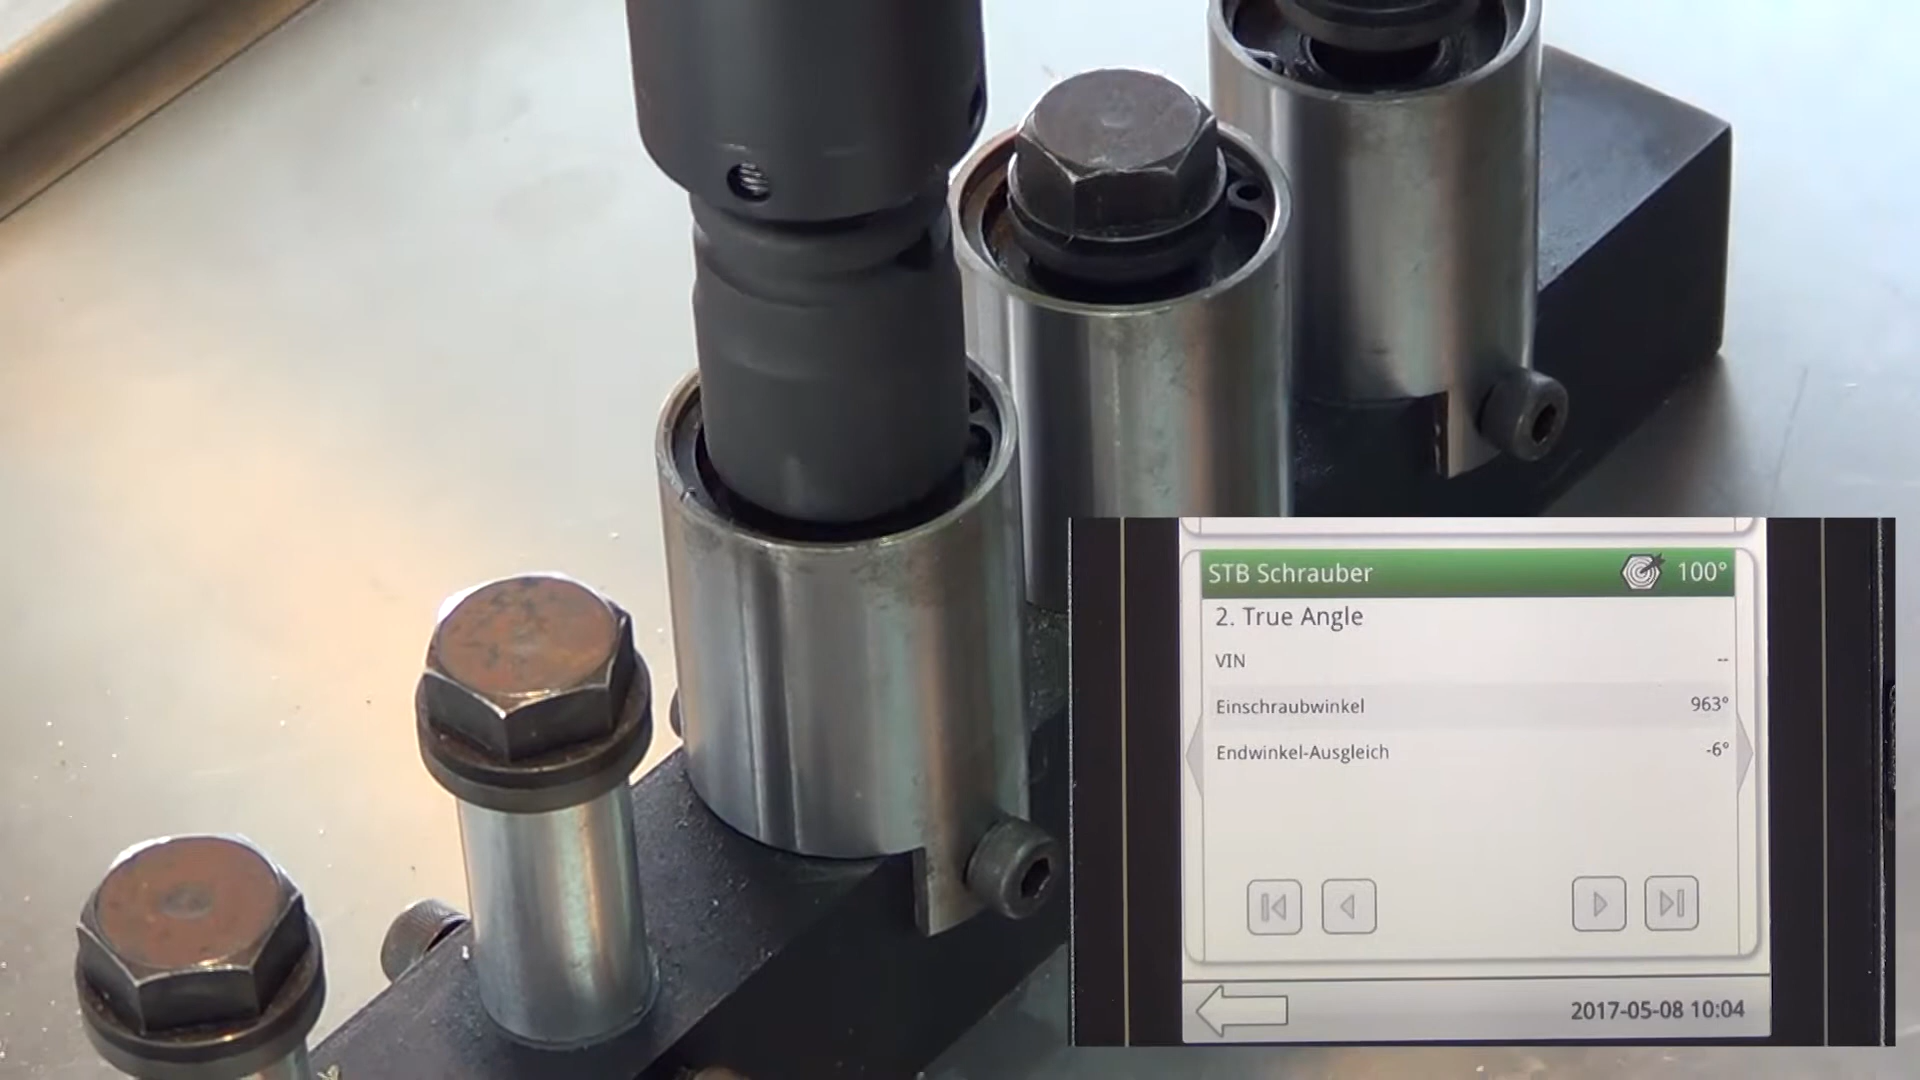 STB Schrauber 100°
2. True Angle
VIN --
Einschraubwinkel 963°
Endwinkel-Ausgleich -6°
2017-05-08 10:04